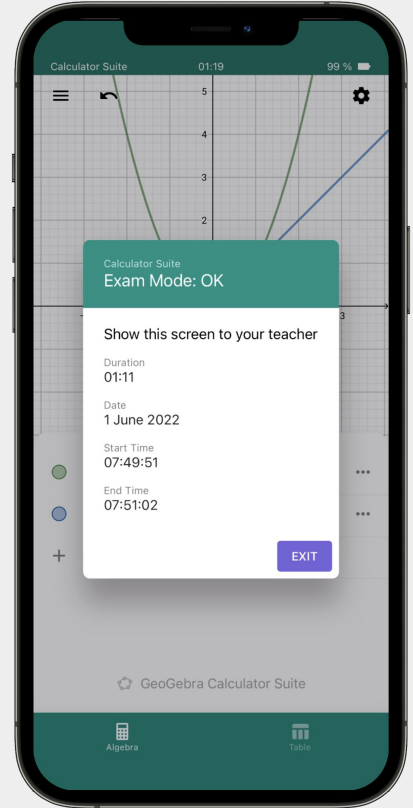 Calculator Suite 01:19 99 %
5
4
3
2
3
Calculator Suite
Exam Mode: OK
Show this screen to your teacher
Duration
01:11
Date
1 June 2022
Start Time
07:49:51
End Time
07:51:02
EXIT
GeoGebra Calculator Suite
Algebra Table